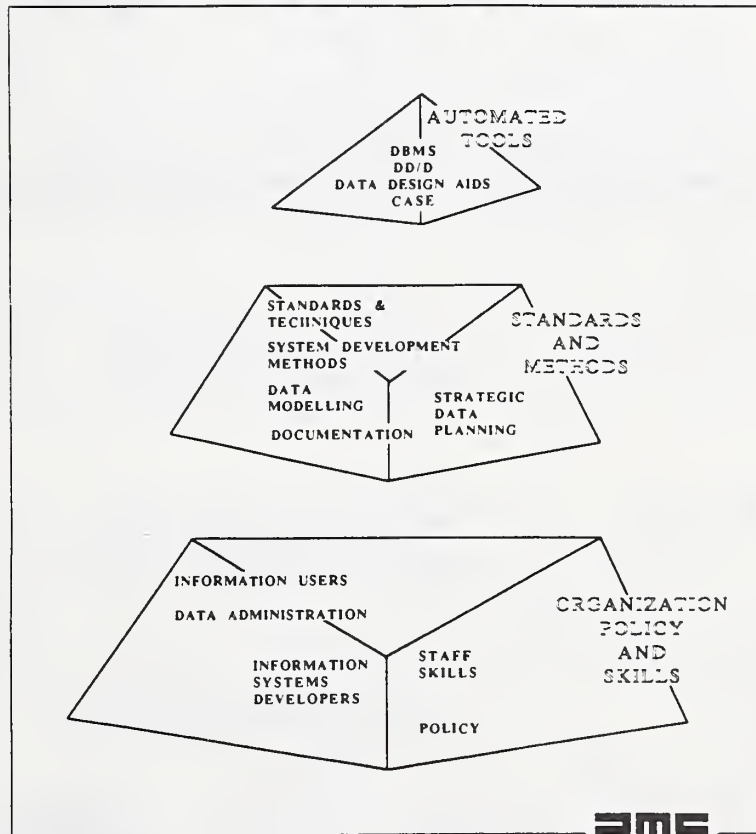 AUTOMATED
TOOLS
DBMS
DD/D
DATA DESIGN AIDS
CASE
STANDARDS &
TECHNIQUES
SYSTEM DEVELOPMENT
METHODS
DATA
MODELLING
DOCUMENTATION
STRATEGIC
DATA
PLANNING
STANDARDS
AND
METHODS
INFORMATION USERS
DATA ADMINISTRATION
INFORMATION
SYSTEMS
DEVELOPERS
STAFF
SKILLS
POLICY
ORGANIZATION
POLICY
AND
SKILLS